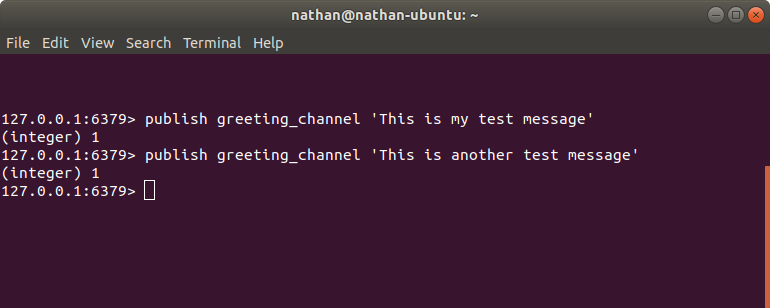 nathan@nathan-ubuntu: ~
File Edit View Search Terminal Help
127.0.0.1:6379> publish greeting_channel 'This is my test message'
(integer) 1
127.0.0.1:6379> publish greeting_channel 'This is another test message'
(integer) 1
127.0.0.1:6379>